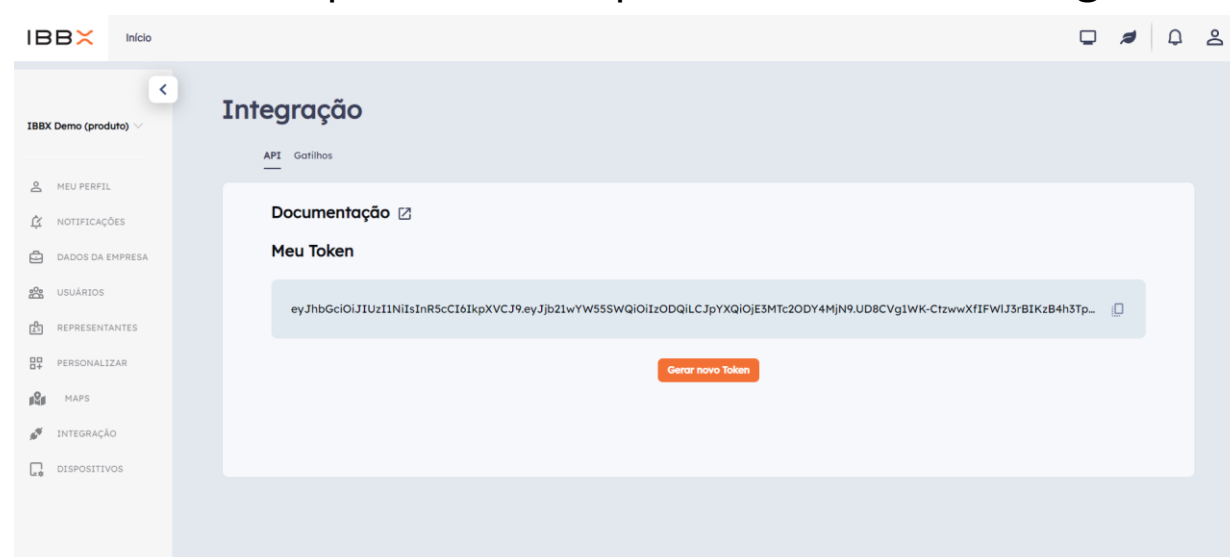 IBBX
Início
IBBX Demo (produto)
MEU PERFIL
NOTIFICAÇÕES
DADOS DA EMPRESA
USUÁRIOS
REPRESENTANTES
PERSONALIZAR
MAPS
INTEGRAÇÃO
DISPOSITIVOS
Integração
API Gatilhos
Documentação
Meu Token
eyJhbGciOiJIUzI1NiIsInR5cCI6IkpXVCJ9.eyJjb21wYW55SWQiOiIzODQiLCJpYXQiOjE3MTc2ODY4MjN9.UD8CVg1WK-CtzwwXfIFWlJ3rBIKzB4h3Tp...
Gerar novo Token